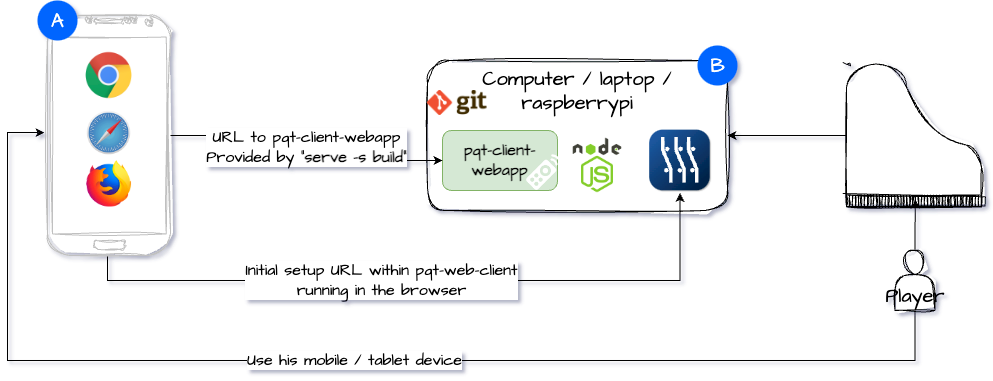 A
B
Computer / laptop /
raspberrypi
git
URL to pqt-client-webapp
Provided by "serve -s build"
pqt-client-
webapp
node
JS
Initial setup URL within pqt-web-client
running in the browser
Player
Use his mobile / tablet device